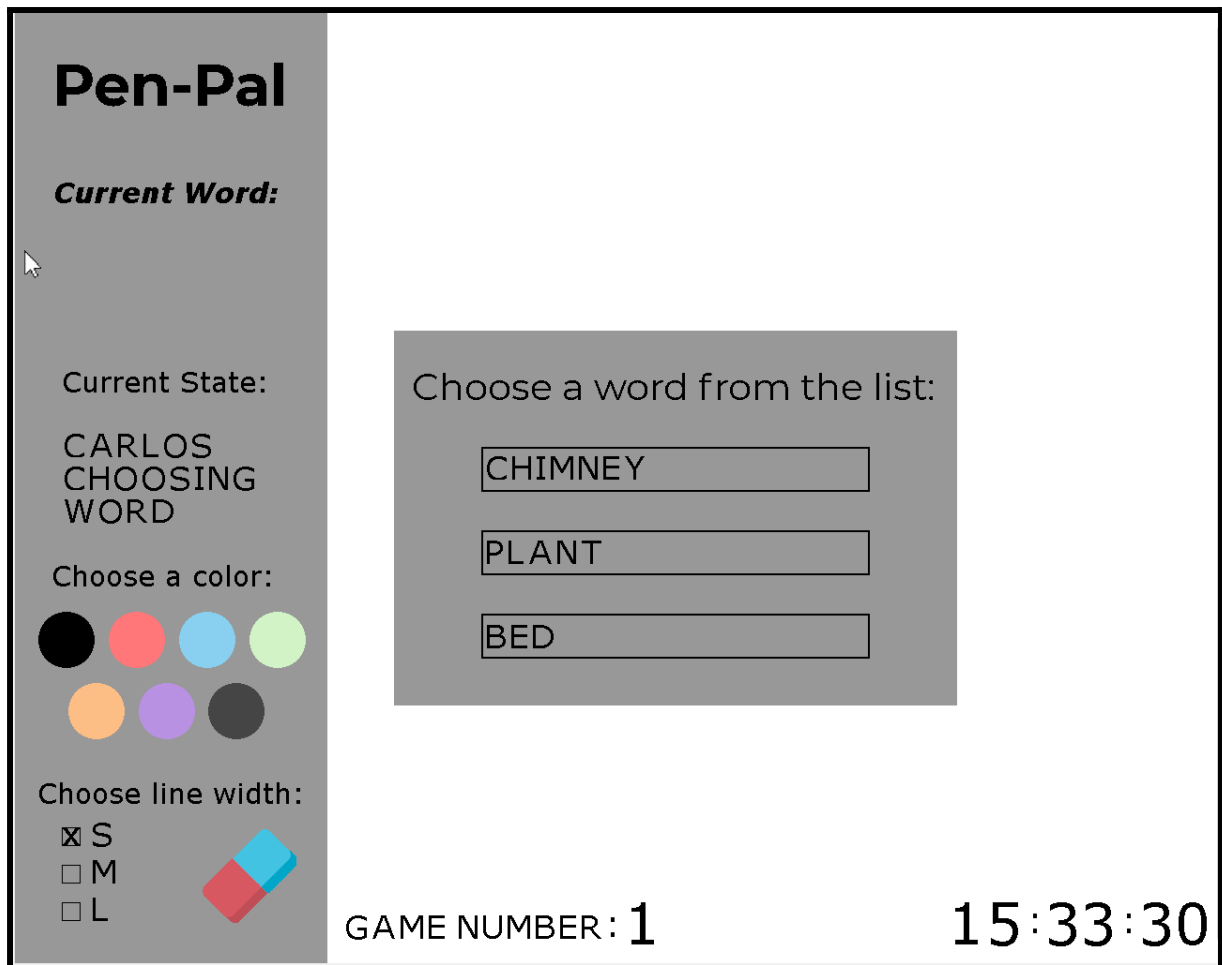 Pen-Pal
Current Word:
Current State:
CARLOS
CHOOSING
WORD
Choose a color:
Choose line width:
S
M
L
Choose a word from the list:
CHIMNEY
PLANT
BED
GAME NUMBER: 1
15:33:30